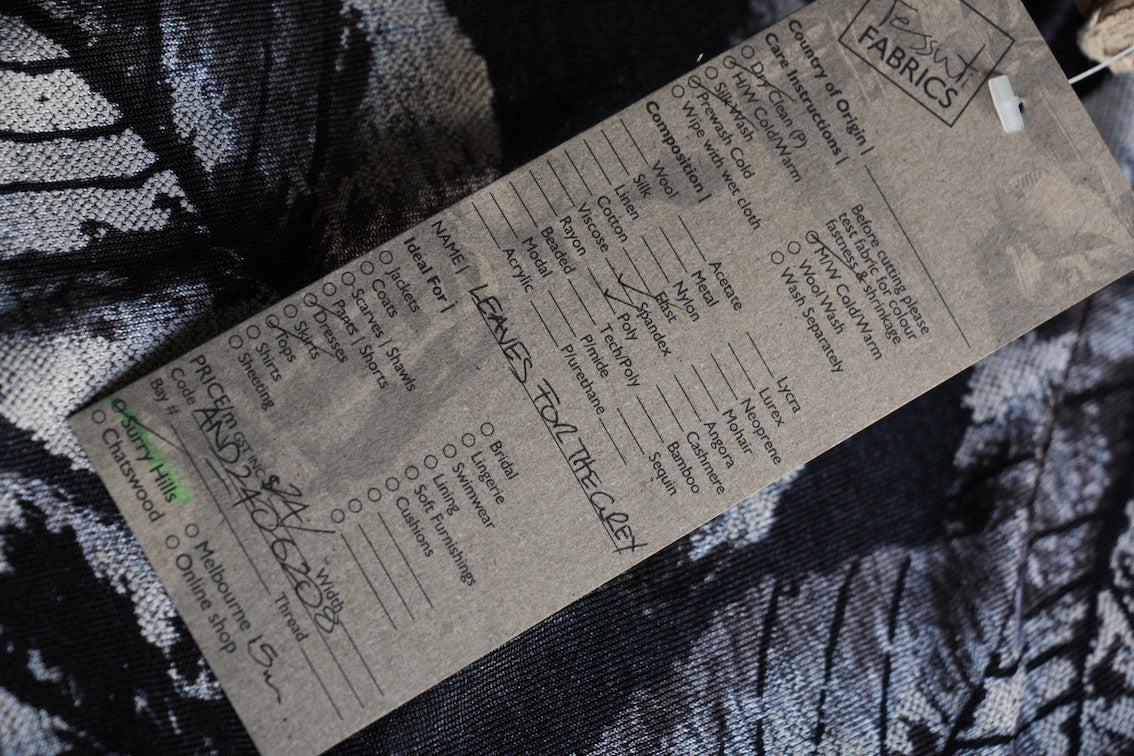 Tessuti
FABRICS
Country of Origin |
Care Instructions |
Before cutting please
test fabric for colour
fastness & shrinkage
Dry Clean (P)
H/W Cold/Warm
Silk Wash
Prewash Cold
Wipe with wet cloth
M/W Cold/Warm
Wool Wash
Wash Separately
Composition |
Wool
Silk
Linen
Cotton
Viscose
Rayon
Beaded
Modal
Acrylic
Acetate
Metal
Nylon
Elast
Spandex
Poly
Tech/Poly
P/mide
P/urethane
Lycra
Lurex
Neoprene
Mohair
Angora
Cashmere
Bamboo
Sequin
NAME | LEAVES FOR THE GREY
Ideal For |
Jackets
Coats
Scarves | Shawls
Pants | Shorts
Dresses
Skirts
Tops
Shirts
Sheeting
Bridal
Lingerie
Swimwear
Lining
Soft Furnishings
Cushions
PRICE/m GST INC $24/ Width
Code AND2406208
Bay # Thread
Surry Hills
Chatswood
Melbourne
Online shop